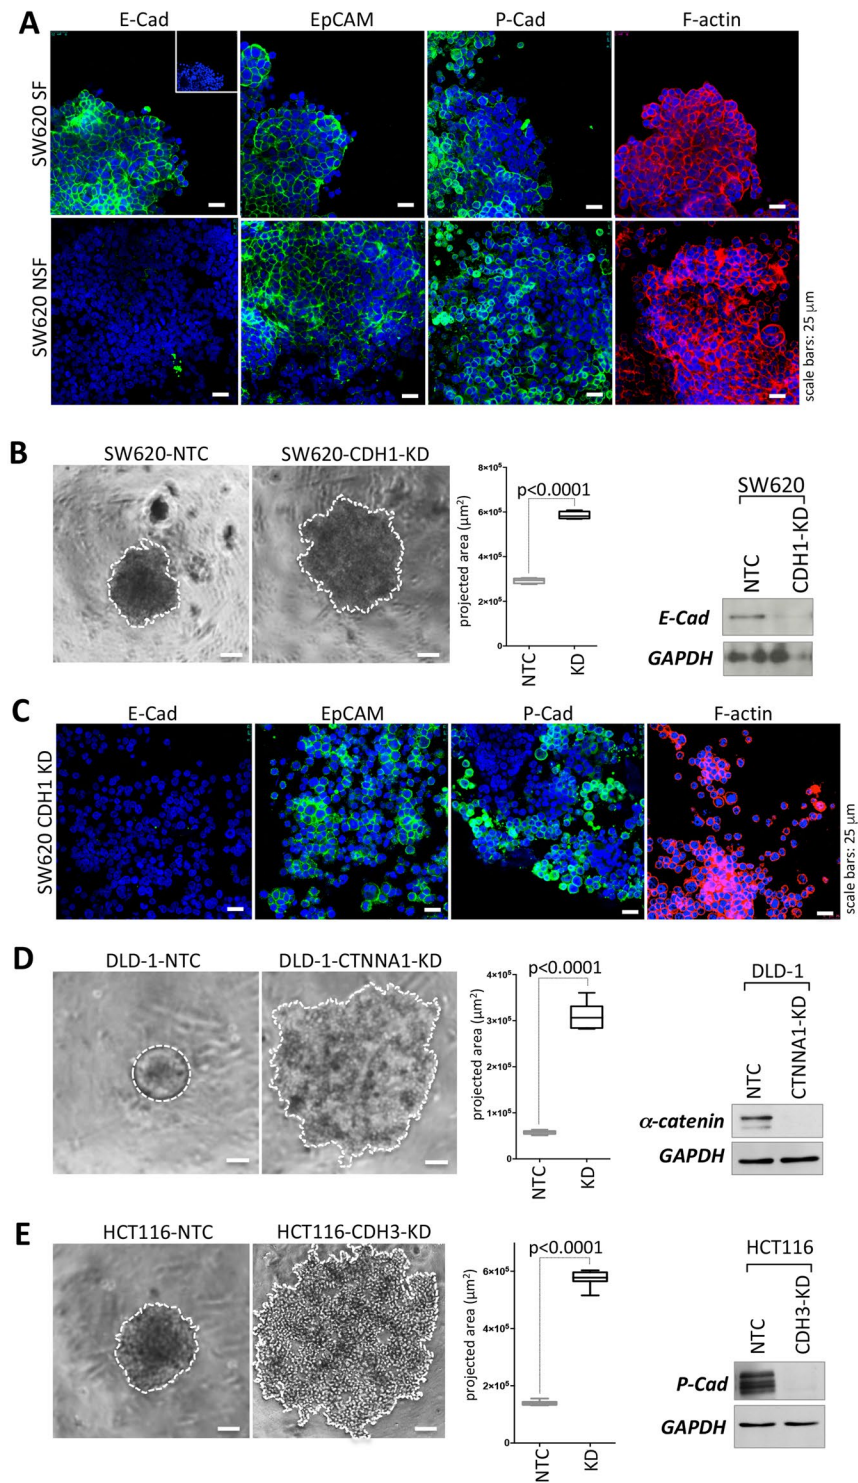 A
E-Cad EpCAM P-Cad F-actin
SW620 SF
SW620 NSF
scale bars: 25 µm
B
SW620-NTC SW620-CDH1-KD
projected area (µm²)
8×10⁵
6×10⁵
4×10⁵
2×10⁵
0
p<0.0001
NTC KD
SW620
NTC CDH1-KD
E-Cad
GAPDH
C
E-Cad EpCAM P-Cad F-actin
SW620 CDH1 KD
scale bars: 25 µm
D
DLD-1-NTC DLD-1-CTNNA1-KD
projected area (µm²)
4×10⁵
3×10⁵
2×10⁵
1×10⁵
0
p<0.0001
NTC KD
DLD-1
NTC CTNNA1-KD
α-catenin
GAPDH
E
HCT116-NTC HCT116-CDH3-KD
projected area (µm²)
6×10⁵
4×10⁵
2×10⁵
0
p<0.0001
NTC KD
HCT116
NTC CDH3-KD
P-Cad
GAPDH